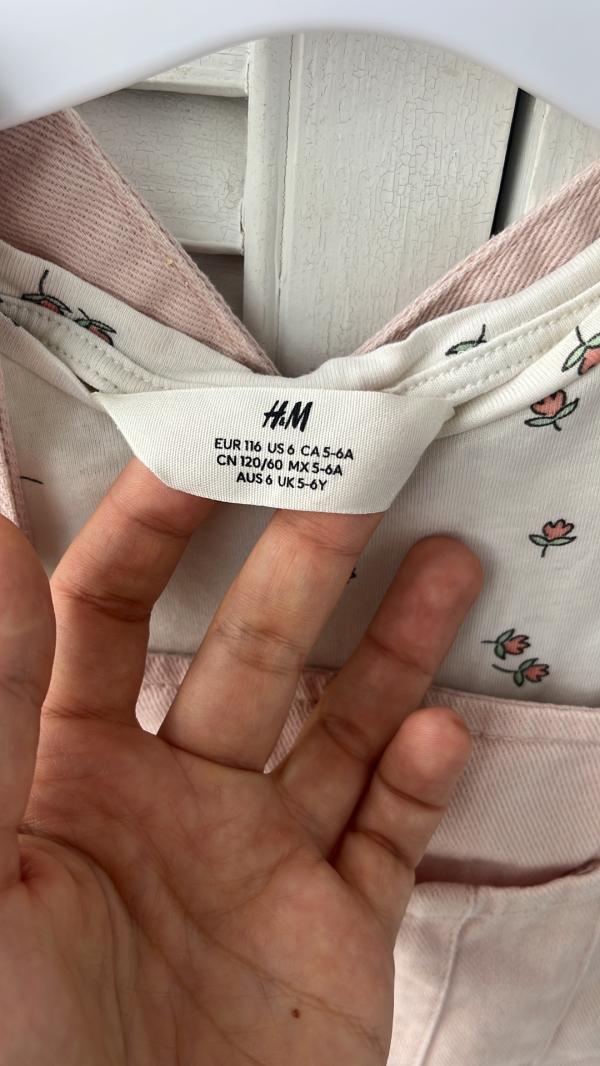 H&M
EUR 116 US 6 CA 5-6A
CN 120/60 MX 5-6A
AUS 6 UK 5-6Y